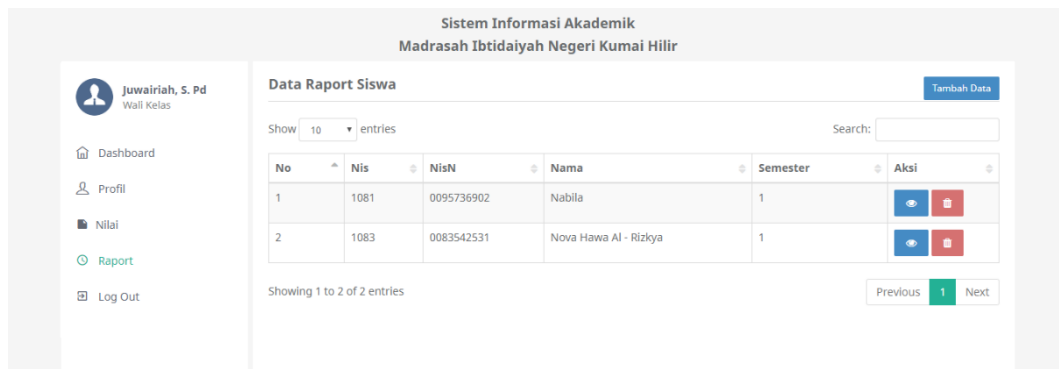 Sistem Informasi Akademik
Madrasah Ibtidaiyah Negeri Kumai Hilir
Juwairiah, S. Pd
Wali Kelas
Dashboard
Profil
Nilai
Raport
Log Out
Data Raport Siswa
Tambah Data
Show 10 entries
Search:
No Nis NisN Nama Semester Aksi
1 1081 0095736902 Nabila 1
2 1083 0083542531 Nova Hawa Al - Rizkya 1
Showing 1 to 2 of 2 entries
Previous 1 Next